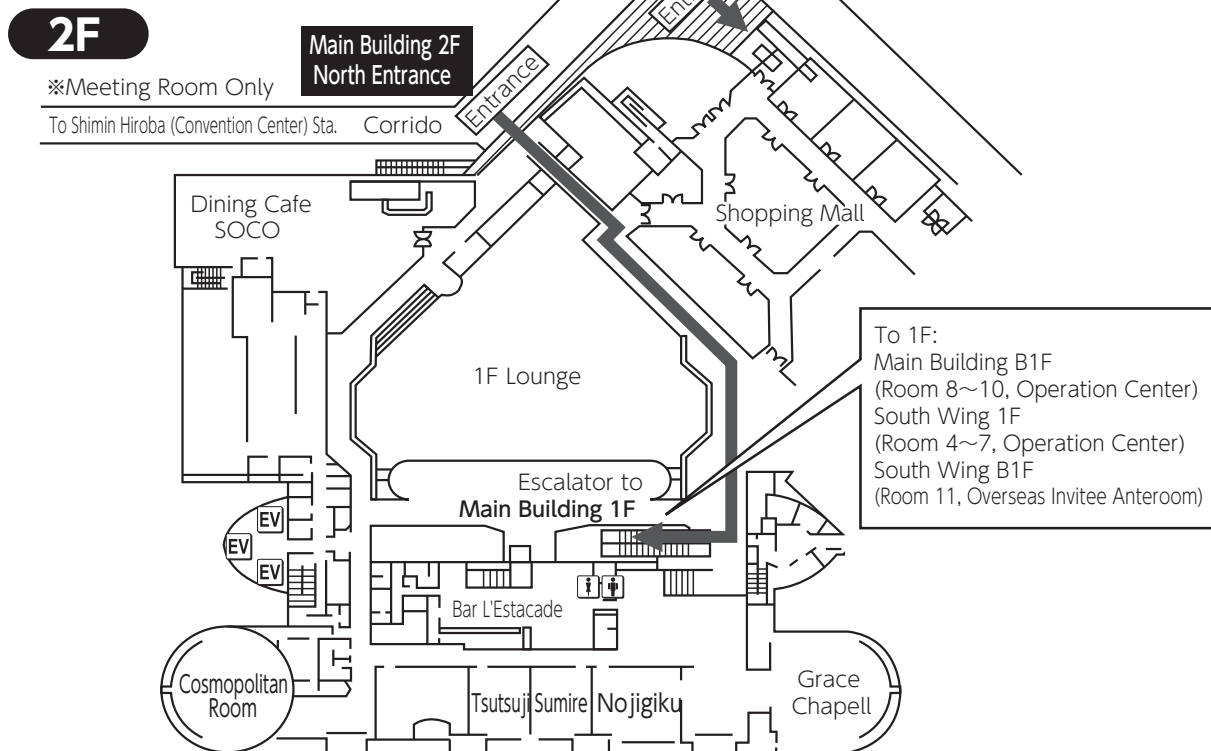 2F
※Meeting Room Only
Main Building 2F
North Entrance
To Shimin Hiroba (Convention Center) Sta.
Corrido
Entrance
Dining Cafe
SOCO
Shopping Mall
1F Lounge
To 1F:
Main Building B1F
(Room 8～10, Operation Center)
South Wing 1F
(Room 4～7, Operation Center)
South Wing B1F
(Room 11, Overseas Invitee Anteroom)
Escalator to
Main Building 1F
EV
EV
EV
Bar L'Estacade
Cosmopolitan
Room
Tsutsuji
Sumire
Nojigiku
Grace
Chapell